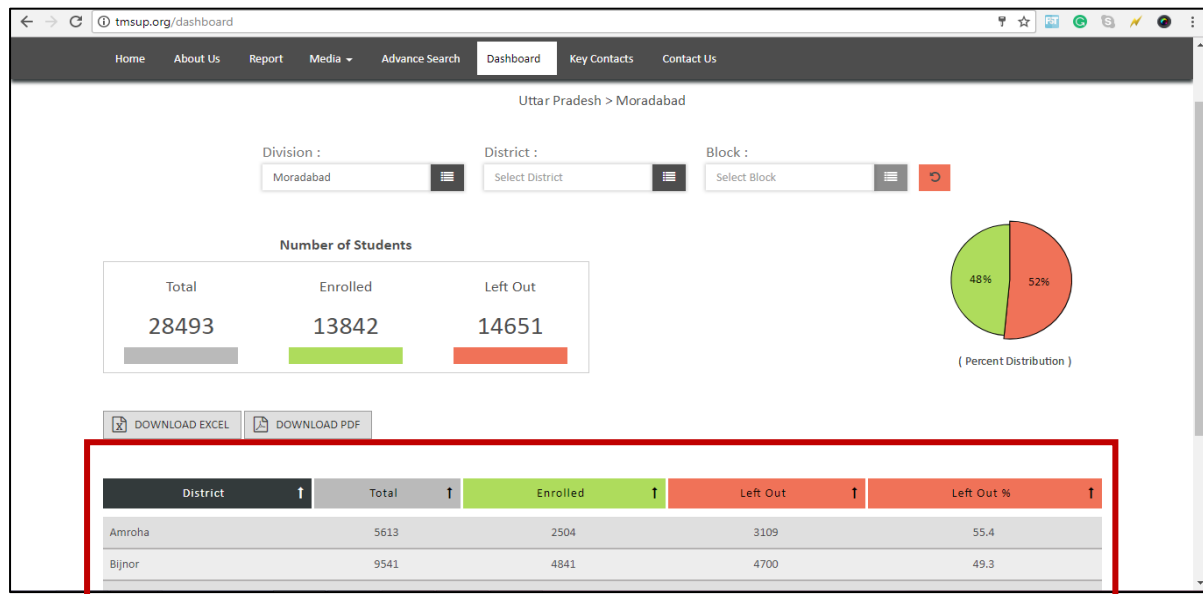 tmsup.org/dashboard
Home About Us Report Media Advance Search Dashboard Key Contacts Contact Us
Uttar Pradesh > Moradabad
Division : District : Block :
Moradabad Select District Select Block
Number of Students
Total Enrolled Left Out
28493 13842 14651
48% 52%
( Percent Distribution )
DOWNLOAD EXCEL DOWNLOAD PDF
District Total Enrolled Left Out Left Out %
Amroha 5613 2504 3109 55.4
Bijnor 9541 4841 4700 49.3